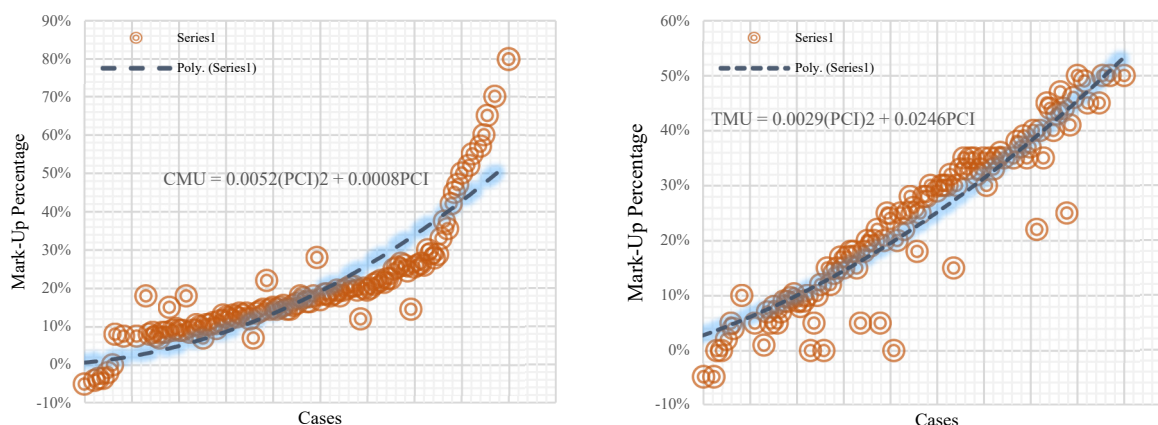 90%
80%
70%
60%
50%
40%
30%
20%
10%
0%
-10%
Mark-Up Percentage
Series1
Poly. (Series1)
CMU = 0.0052(PCI)2 + 0.0008PCI
Cases
60%
50%
40%
30%
20%
10%
0%
-10%
Mark-Up Percentage
Series1
Poly. (Series1)
TMU = 0.0029(PCI)2 + 0.0246PCI
Cases